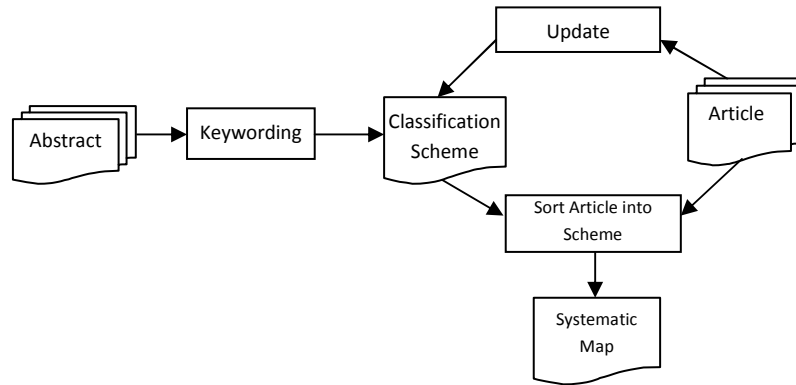 Update
Abstract
Keywording
Classification
Scheme
Article
Sort Article into
Scheme
Systematic
Map